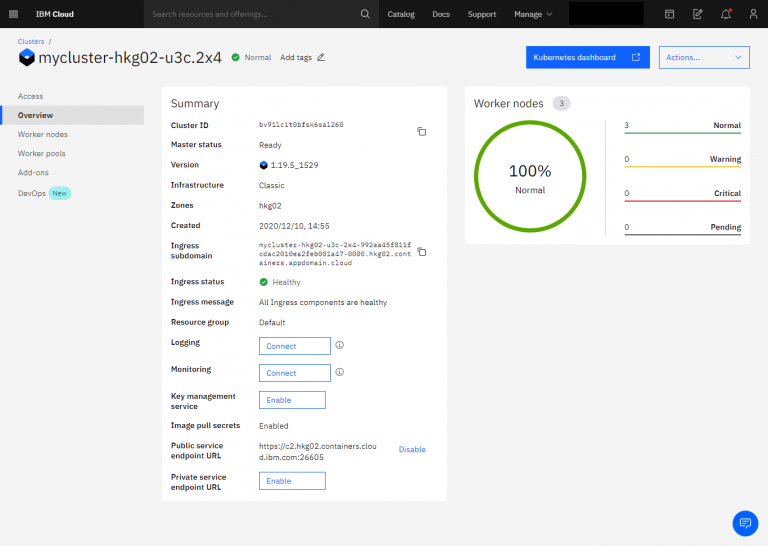 IBM Cloud
Search resources and offerings...
Catalog
Docs
Support
Manage
Clusters /
mycluster-hkg02-u3c.2x4
Normal
Add tags
Kubernetes dashboard
Actions...
Access
Overview
Worker nodes
Worker pools
Add-ons
DevOps New
Summary
Cluster ID bv91lcit0bfsk6sal260
Master status Ready
Version 1.19.5_1529
Infrastructure Classic
Zones hkg02
Created 2020/12/10, 14:55
Ingress
subdomain
mycluster-hkg02-u3c-2x4-992aa45f811f
cdac2010ea2feb001a47-0000.hkg02.cont
ainers.appdomain.cloud
Ingress status Healthy
Ingress message All Ingress components are healthy
Resource group Default
Logging Connect
Monitoring Connect
Key management
service
Enable
Image pull secrets Enabled
Public service
endpoint URL
https://c2.hkg02.containers.clou
d.ibm.com:26605
Disable
Private service
endpoint URL
Enable
Worker nodes 3
100%
Normal
3 Normal
0 Warning
0 Critical
0 Pending